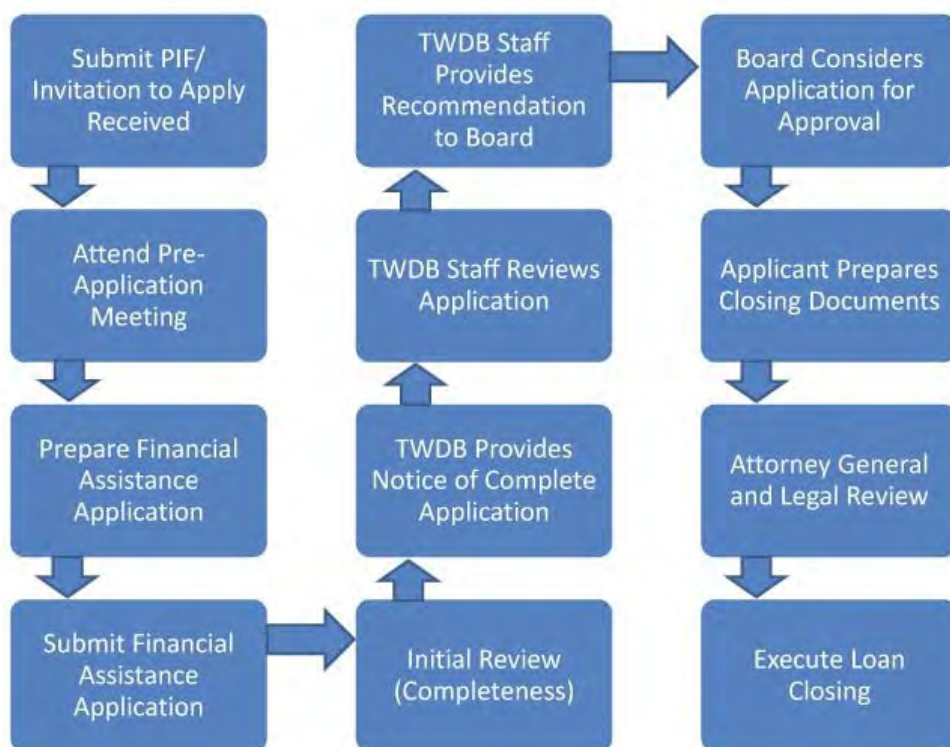 Submit PIF/
Invitation to Apply
Received
Attend Pre-
Application
Meeting
Prepare Financial
Assistance
Application
Submit Financial
Assistance
Application
Initial Review
(Completeness)
TWDB Provides
Notice of Complete
Application
TWDB Staff Reviews
Application
TWDB Staff
Provides
Recommendation
to Board
Board Considers
Application for
Approval
Applicant Prepares
Closing Documents
Attorney General
and Legal Review
Execute Loan
Closing